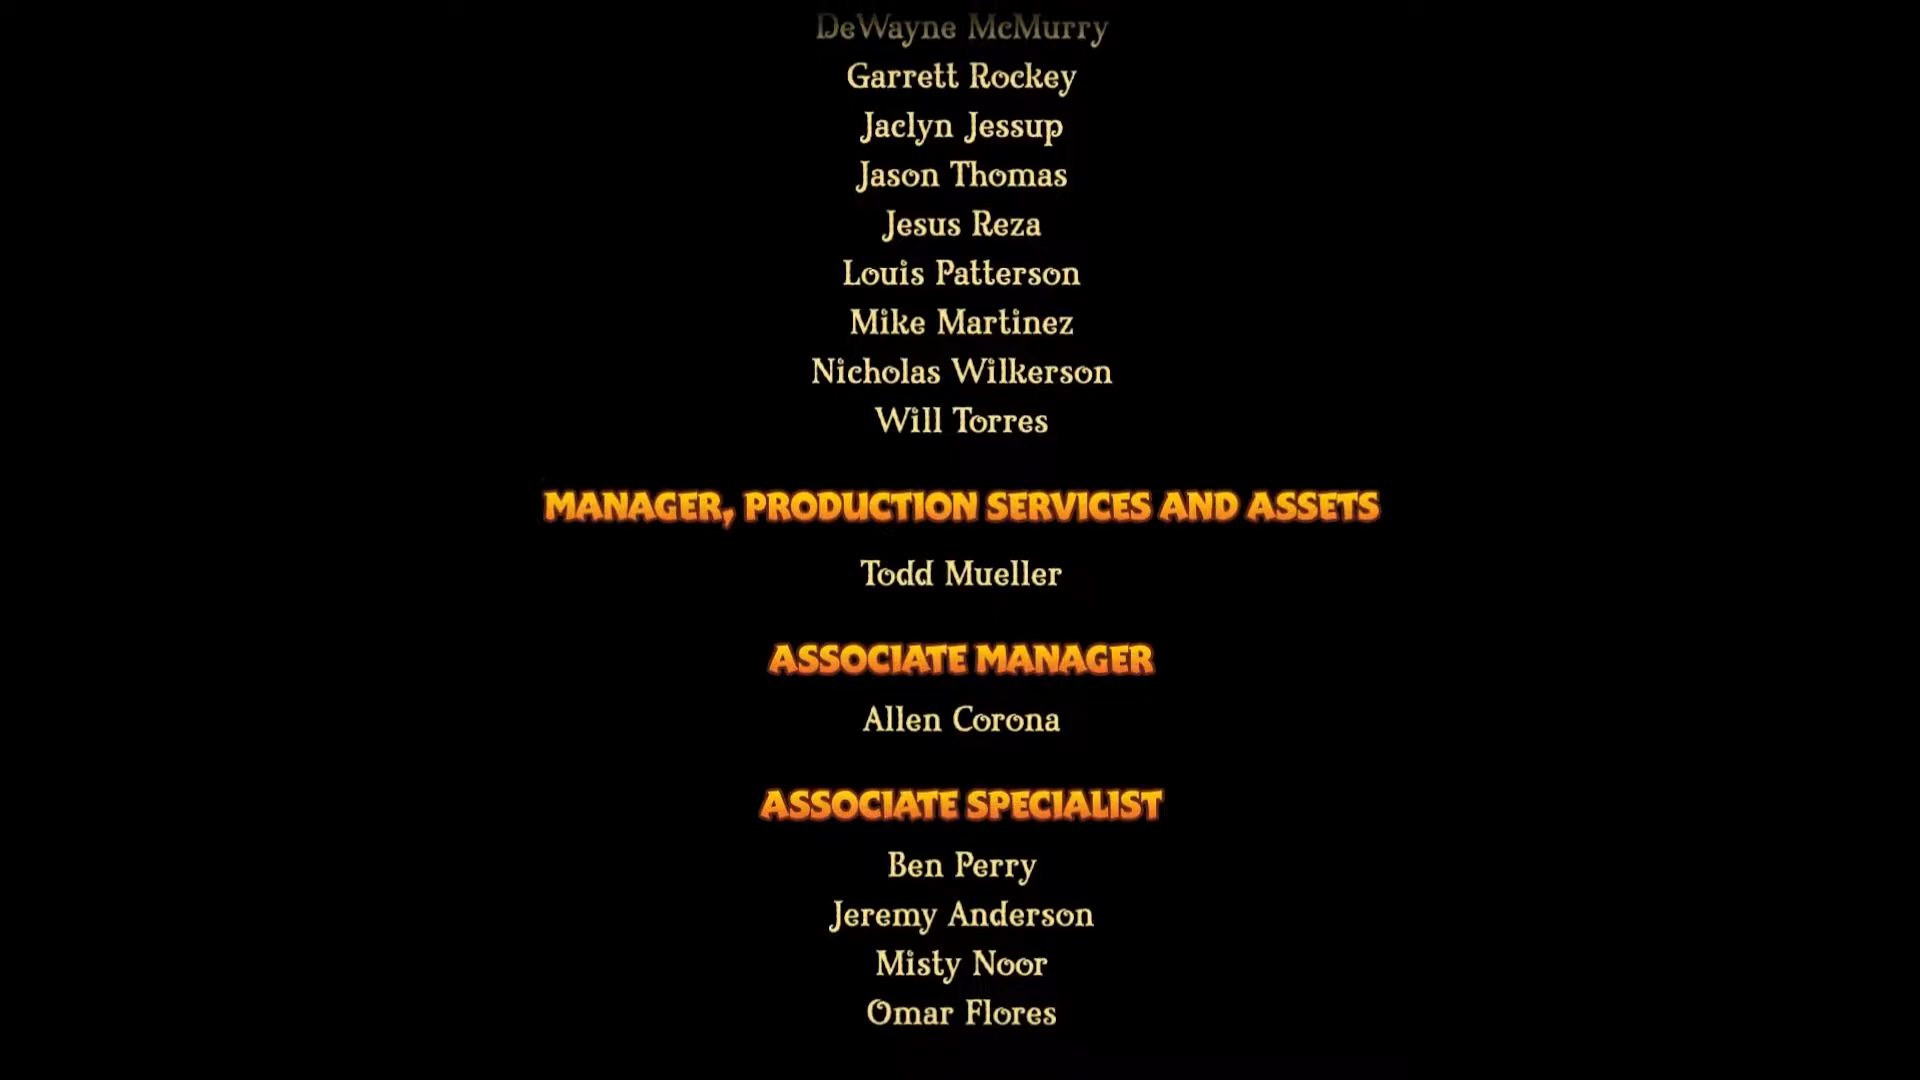 DeWayne McMurry
Garrett Rockey
Jaclyn Jessup
Jason Thomas
Jesus Reza
Louis Patterson
Mike Martinez
Nicholas Wilkerson
Will Torres
MANAGER, PRODUCTION SERVICES AND ASSETS
Todd Mueller
ASSOCIATE MANAGER
Allen Corona
ASSOCIATE SPECIALIST
Ben Perry
Jeremy Anderson
Misty Noor
Omar Flores